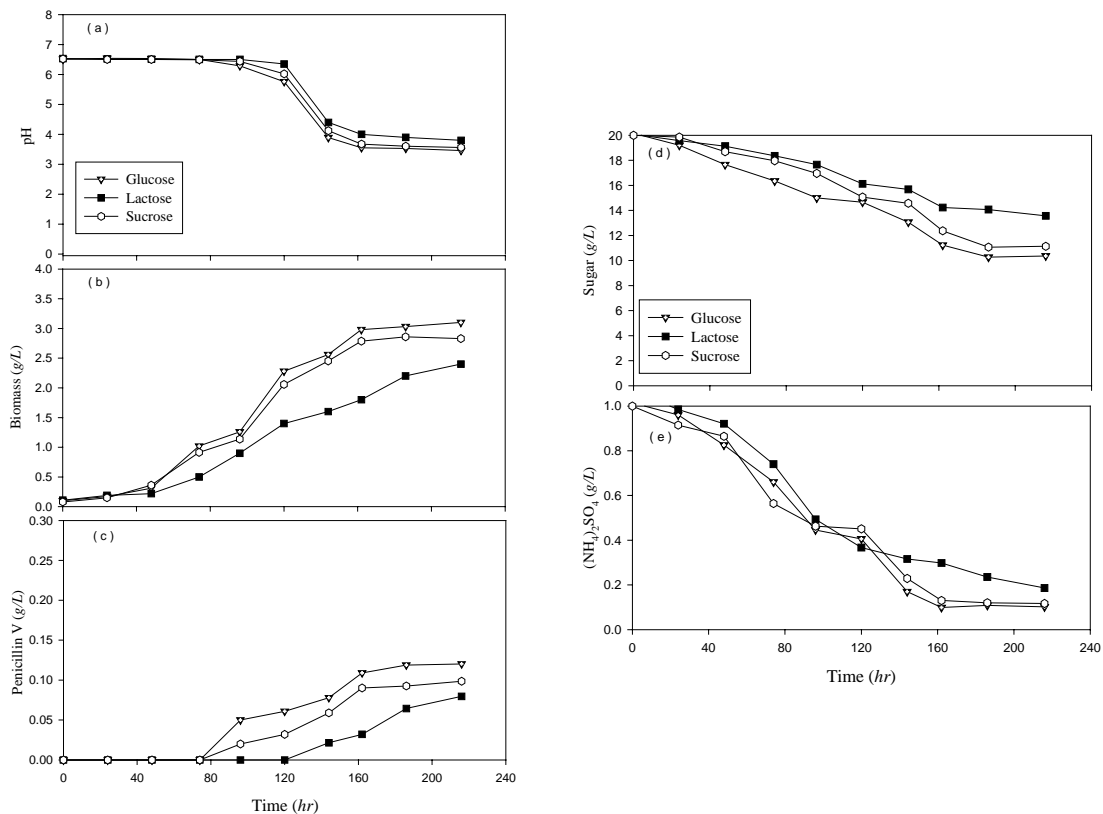 ( a )
8
7
6
5
4
3
2
1
0
pH
Glucose
Lactose
Sucrose
( b )
4.0
3.5
3.0
2.5
2.0
1.5
1.0
0.5
0.0
Biomass (g/L)
( c )
0.30
0.25
0.20
0.15
0.10
0.05
0.00
Penicillin V (g/L)
0 40 80 120 160 200 240
Time (hr)
( d )
20
18
16
14
12
10
8
6
4
2
0
Sugar (g/L)
Glucose
Lactose
Sucrose
( e )
1.0
0.8
0.6
0.4
0.2
0.0
(NH4)2SO4 (g/L)
0 40 80 120 160 200 240
Time (hr)